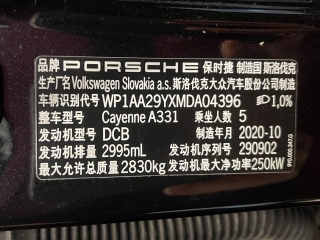 品牌 PORSCHE 保时捷 制造国 斯洛伐克
生产厂名 Volkswagen Slovakia a.s. 斯洛伐克大众汽车股份公司制造
车辆识别代号 WP1AA29YXMDA04396 1,0%
整车型号 Cayenne A331 乘坐人数 5
发动机型号 DCB 制造年月 2020-10
发动机排量 2995mL 发动机序列号 290902
最大允许总质量 2830kg 发动机最大净功率 250kW